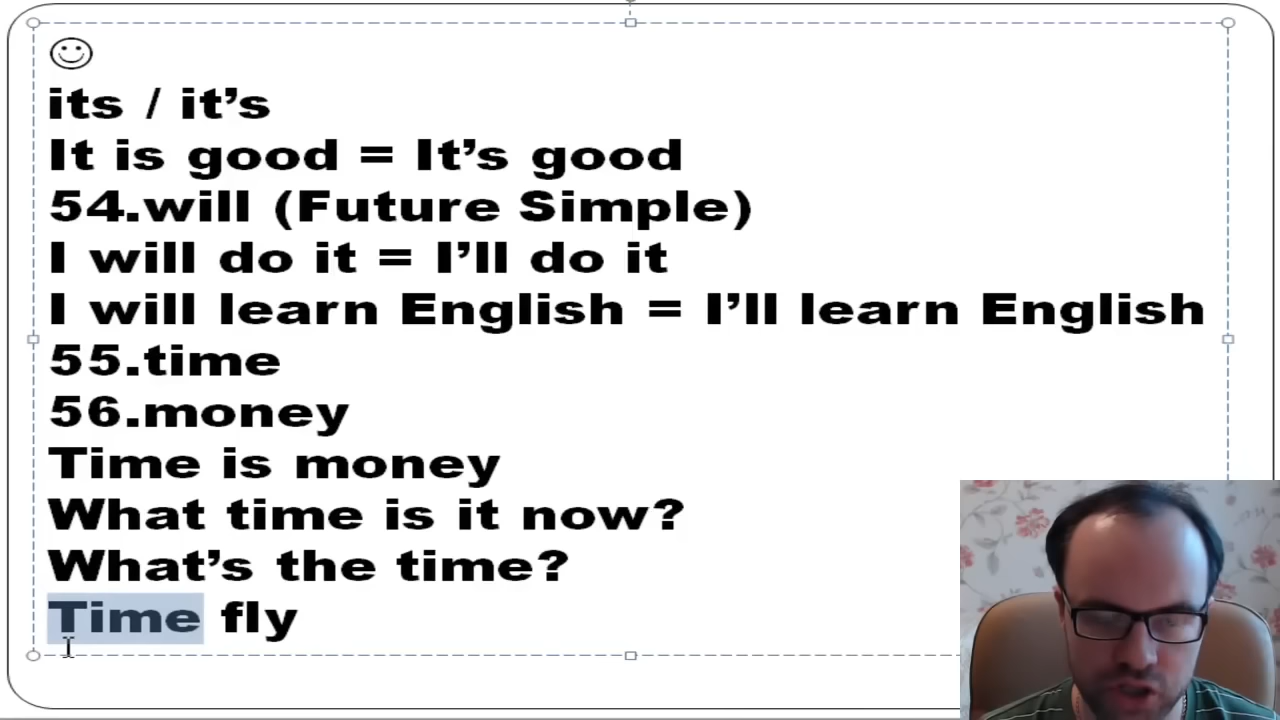 its / it’s
It is good = It’s good
54.will (Future Simple)
I will do it = I’ll do it
I will learn English = I’ll learn English
55.time
56.money
Time is money
What time is it now?
What’s the time?
Time fly